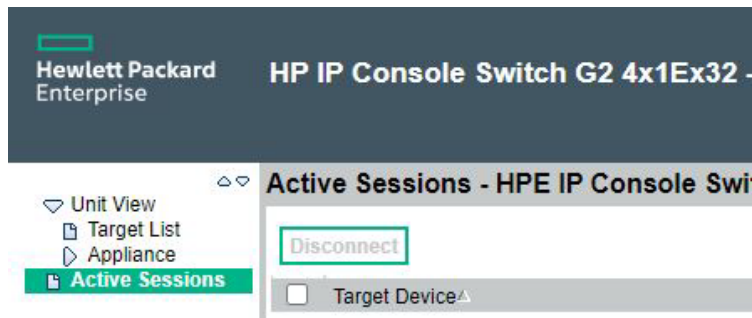 Hewlett Packard
Enterprise
HP IP Console Switch G2 4x1Ex32 -
Unit View
Target List
Appliance
Active Sessions
Active Sessions - HPE IP Console Swi
Disconnect
Target Device